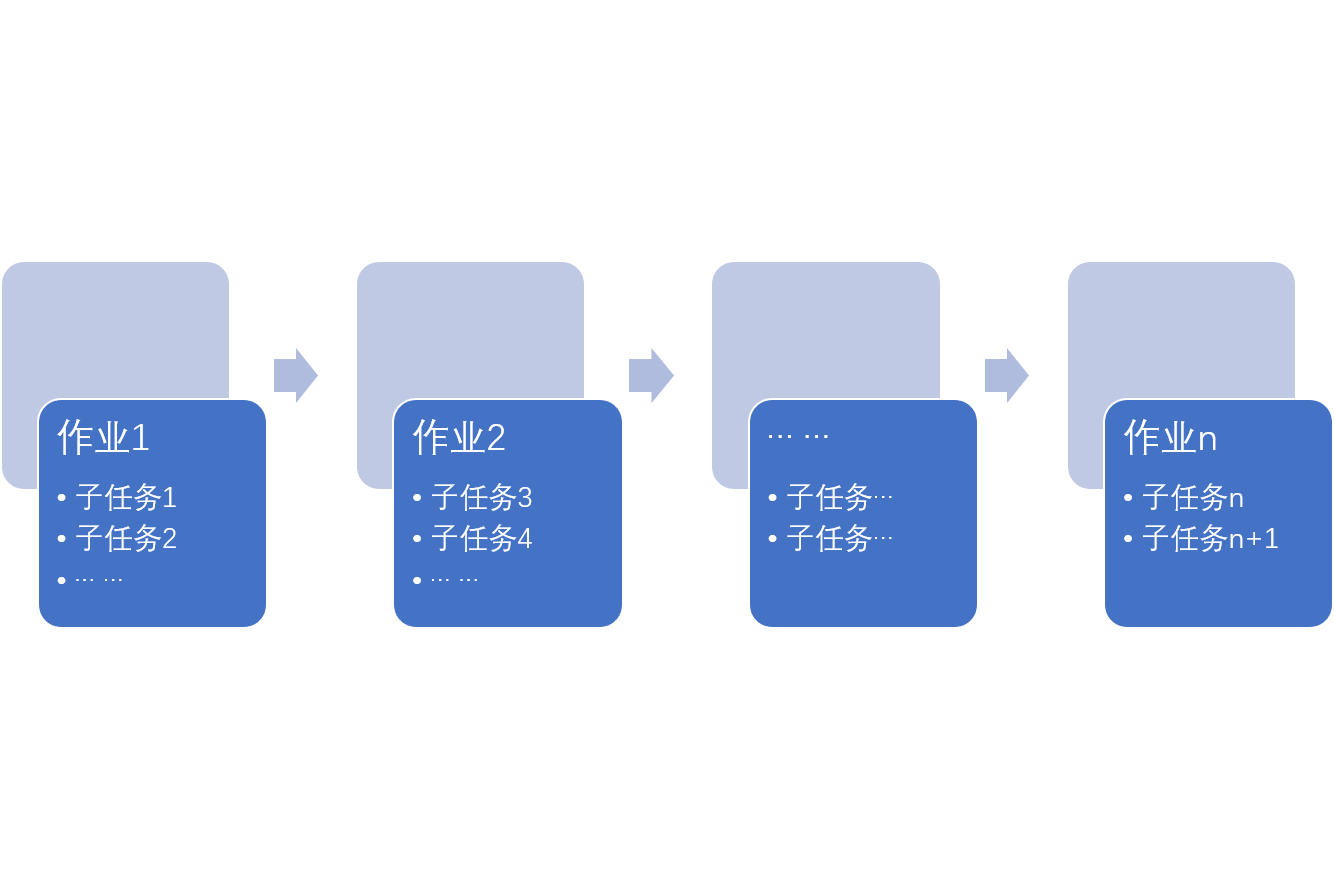 作业1
• 子任务1
• 子任务2
• … …
作业2
• 子任务3
• 子任务4
• … …
… …
• 子任务…
• 子任务…
作业n
• 子任务n
• 子任务n+1